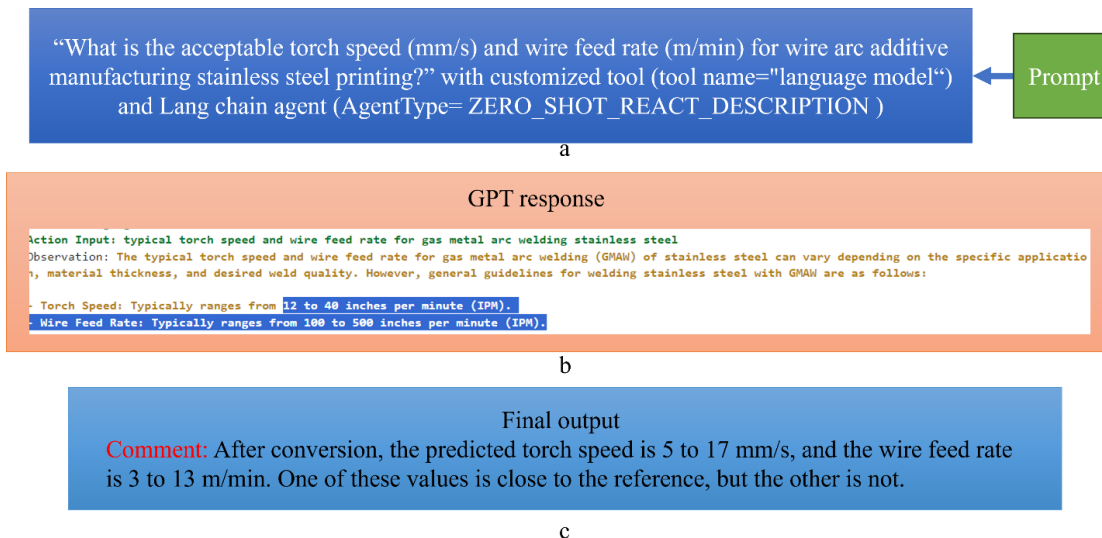 “What is the acceptable torch speed (mm/s) and wire feed rate (m/min) for wire arc additive
manufacturing stainless steel printing?” with customized tool (tool name="language model“)
and Lang chain agent (AgentType= ZERO_SHOT_REACT_DESCRIPTION )
Prompt
a
GPT response
Action Input: typical torch speed and wire feed rate for gas metal arc welding stainless steel
Observation: The typical torch speed and wire feed rate for gas metal arc welding (GMAW) of stainless steel can vary depending on the specific applicatio
n, material thickness, and desired weld quality. However, general guidelines for welding stainless steel with GMAW are as follows:
- Torch Speed: Typically ranges from 12 to 40 inches per minute (IPM).
- Wire Feed Rate: Typically ranges from 100 to 500 inches per minute (IPM).
b
Final output
Comment: After conversion, the predicted torch speed is 5 to 17 mm/s, and the wire feed rate
is 3 to 13 m/min. One of these values is close to the reference, but the other is not.
c